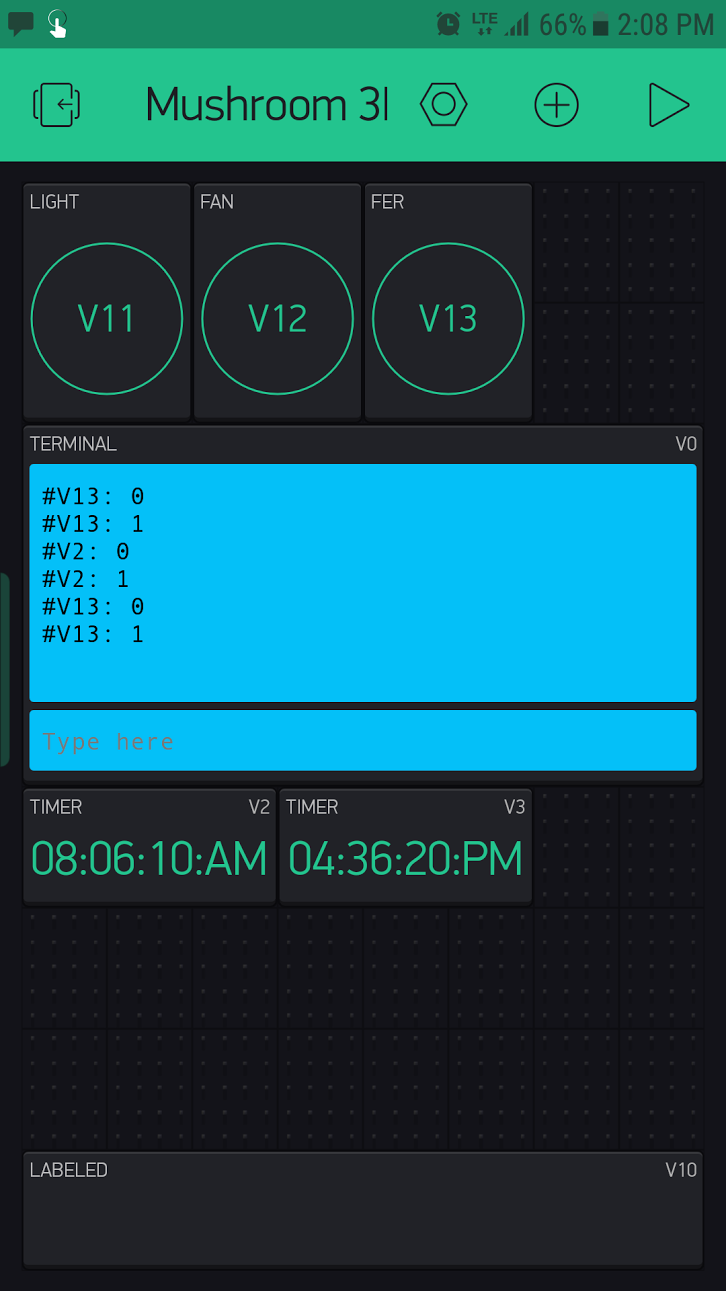 LTE 66% 2:08 PM
Mushroom 3
LIGHT FAN FER
V11 V12 V13
TERMINAL V0
#V13: 0
#V13: 1
#V2: 0
#V2: 1
#V13: 0
#V13: 1
Type here
TIMER V2 TIMER V3
08:06:10:AM 04:36:20:PM
LABELED V10